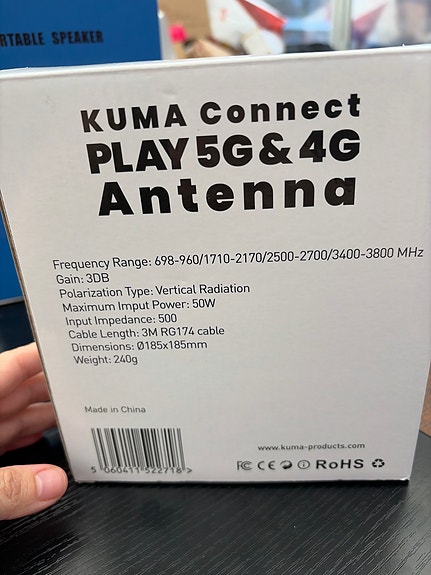 RTABLE SPEAKER
KUMA Connect
PLAY 5G & 4G
Antenna
Frequency Range: 698-960/1710-2170/2500-2700/3400-3800 MHz
Gain: 3DB
Polarization Type: Vertical Radiation
Maximum Imput Power: 50W
Input Impedance: 500
Cable Length: 3M RG174 cable
Dimensions: Ø185x185mm
Weight: 240g
Made in China
www.kuma-products.com
5 060411 522718 >
FC CE RoHS